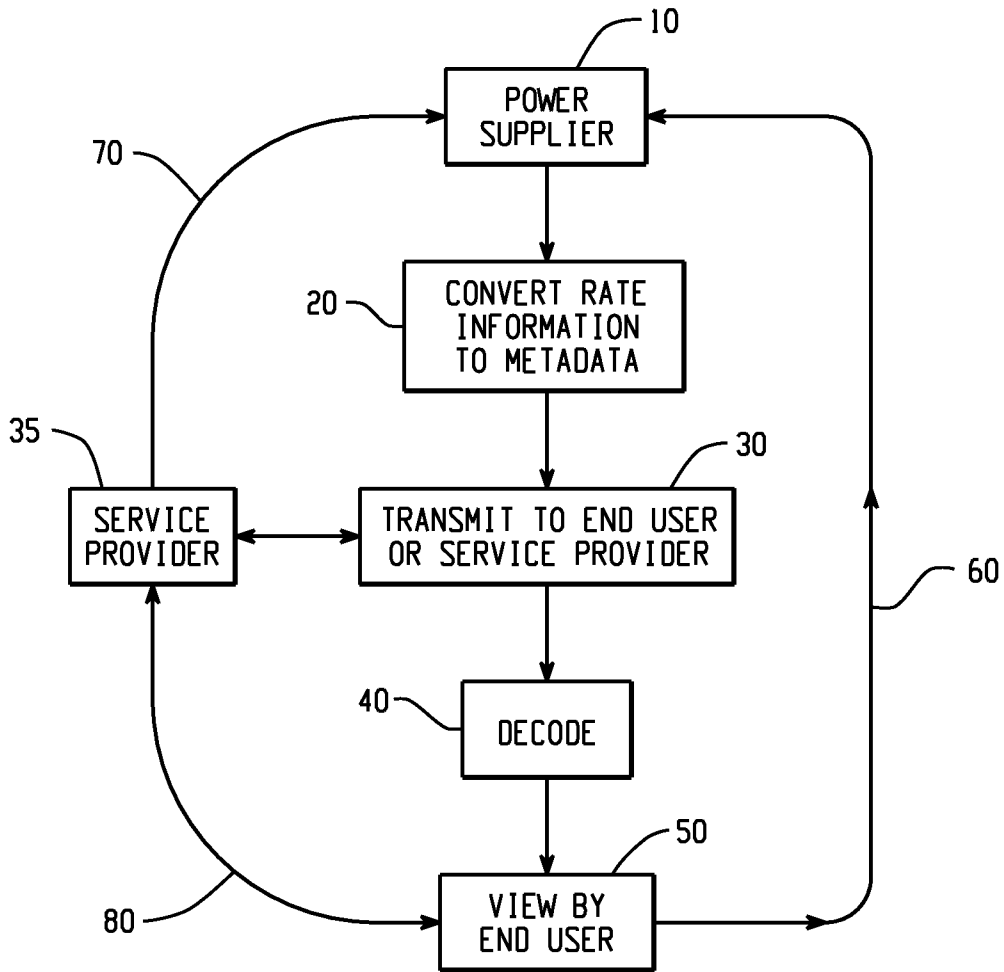 10
POWER
SUPPLIER
70
20
CONVERT RATE
INFORMATION
TO METADATA
35
30
SERVICE
PROVIDER
TRANSMIT TO END USER
OR SERVICE PROVIDER
60
40
DECODE
50
80
VIEW BY
END USER